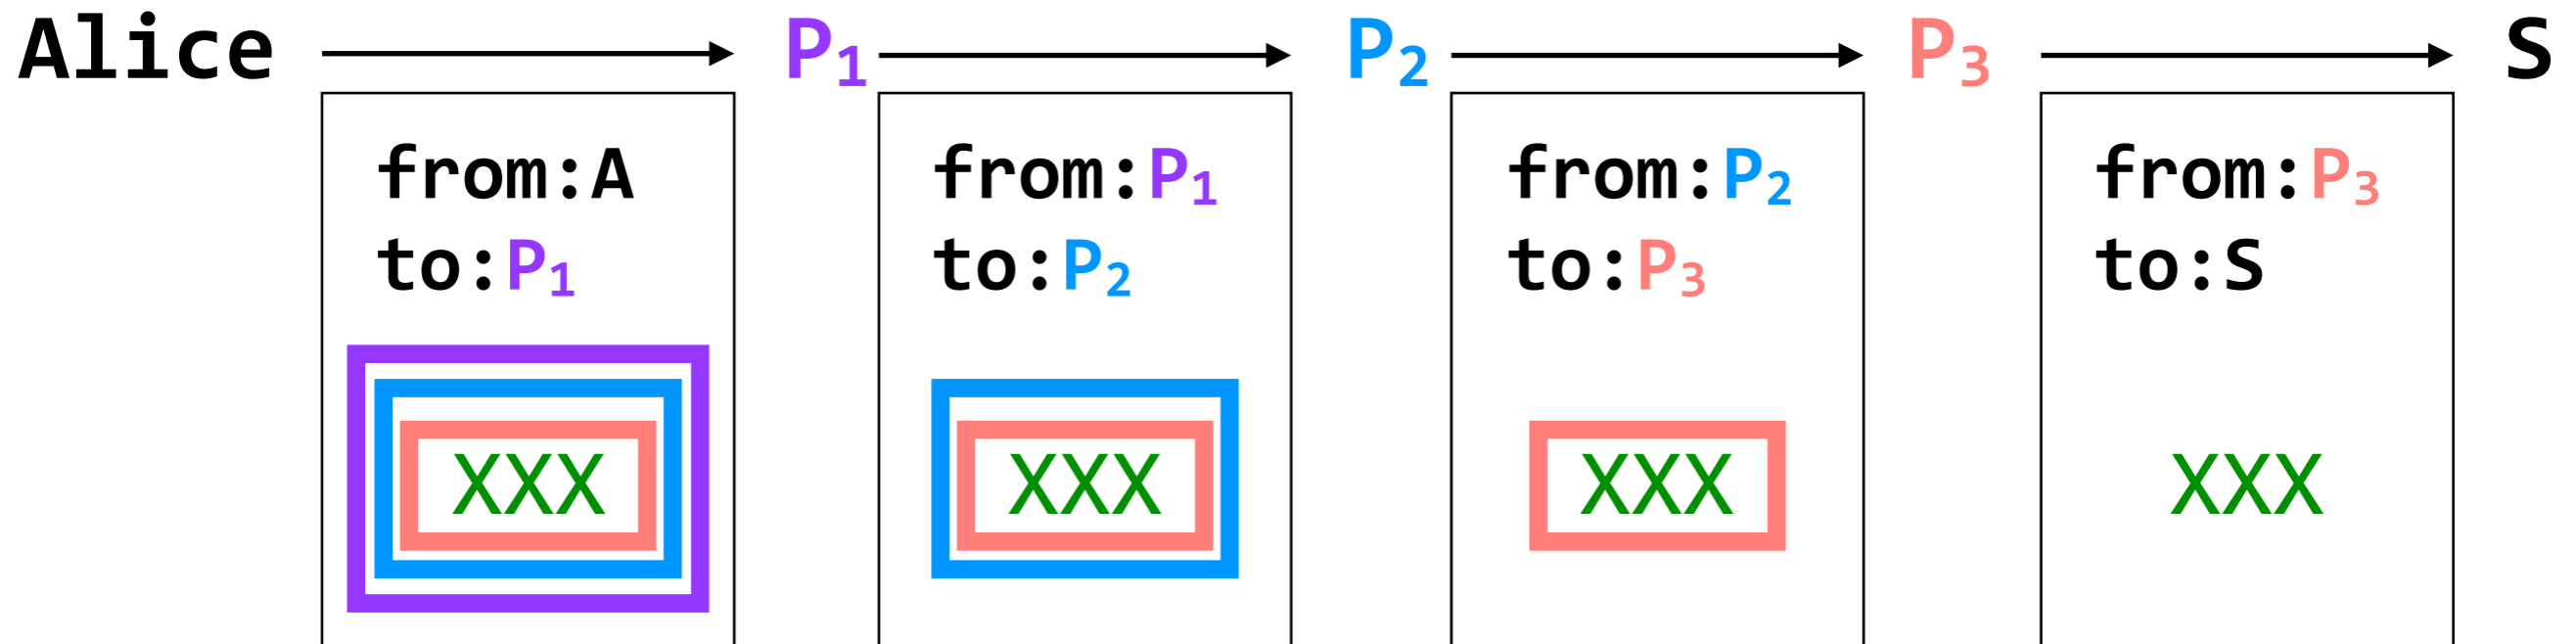 Alice P₁ P₂ P₃ S
from:A
to:P₁
XXX
from:P₁
to:P₂
XXX
from:P₂
to:P₃
XXX
from:P₃
to:S
XXX